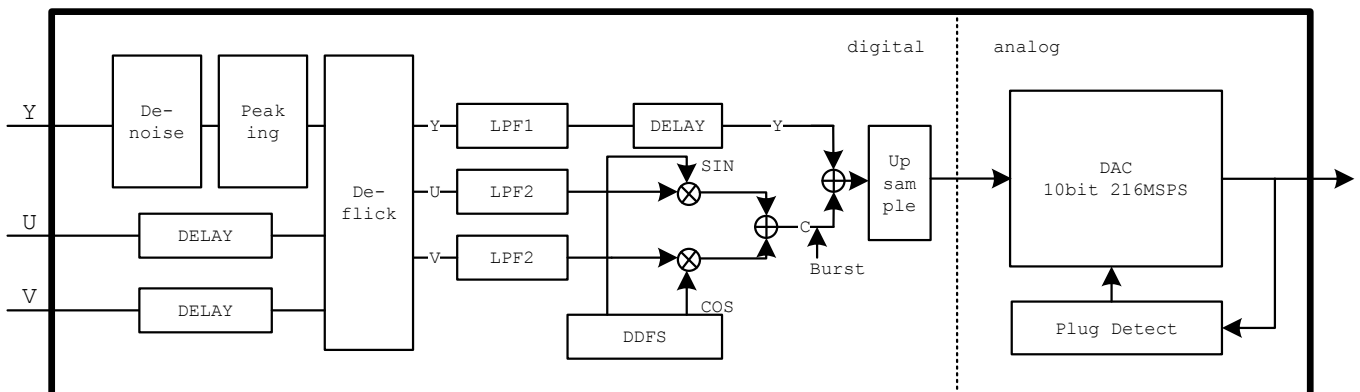 digital
analog
Y
De-
noise
Peak
ing
De-
flick
Y
LPF1
DELAY
Y
Up
sam
ple
DAC
10bit 216MSPS
U
LPF2
SIN
U
DELAY
V
LPF2
C
Burst
V
DELAY
COS
DDFS
Plug Detect